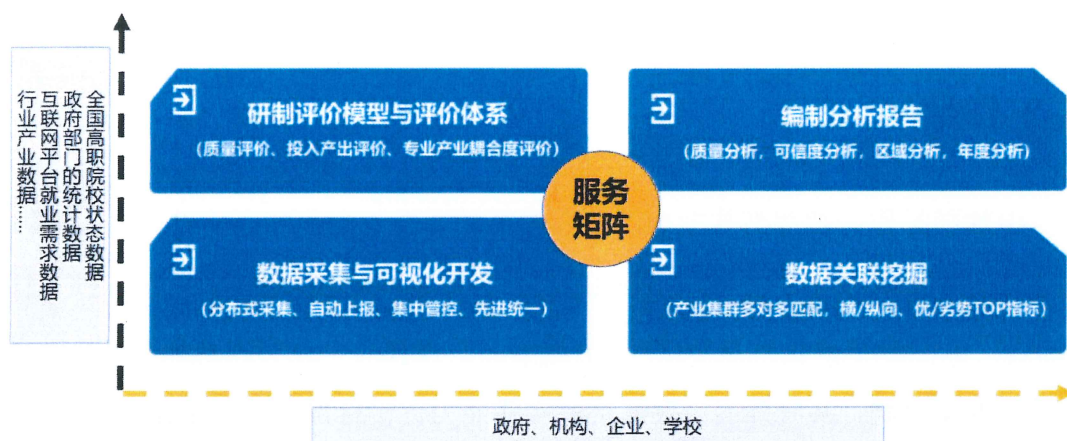 全国高职院校状态数据
政府部门的统计数据
互联网平台就业需求数据
行业产业数据……
研制评价模型与评价体系
(质量评价、投入产出评价、专业产业耦合度评价)
编制分析报告
(质量分析，可信度分析，区域分析，年度分析)
服务
矩阵
数据采集与可视化开发
(分布式采集、自动上报、集中管控、先进统一)
数据关联挖掘
(产业集群多对多匹配，横/纵向、优/劣势TOP指标)
政府、机构、企业、学校